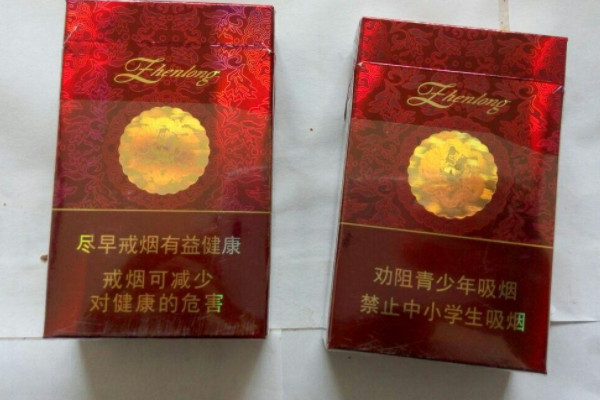 Zhenlong
尽早戒烟有益健康
戒烟可减少
对健康的危害
Zhenlong
劝阻青少年吸烟
禁止中小学生吸烟